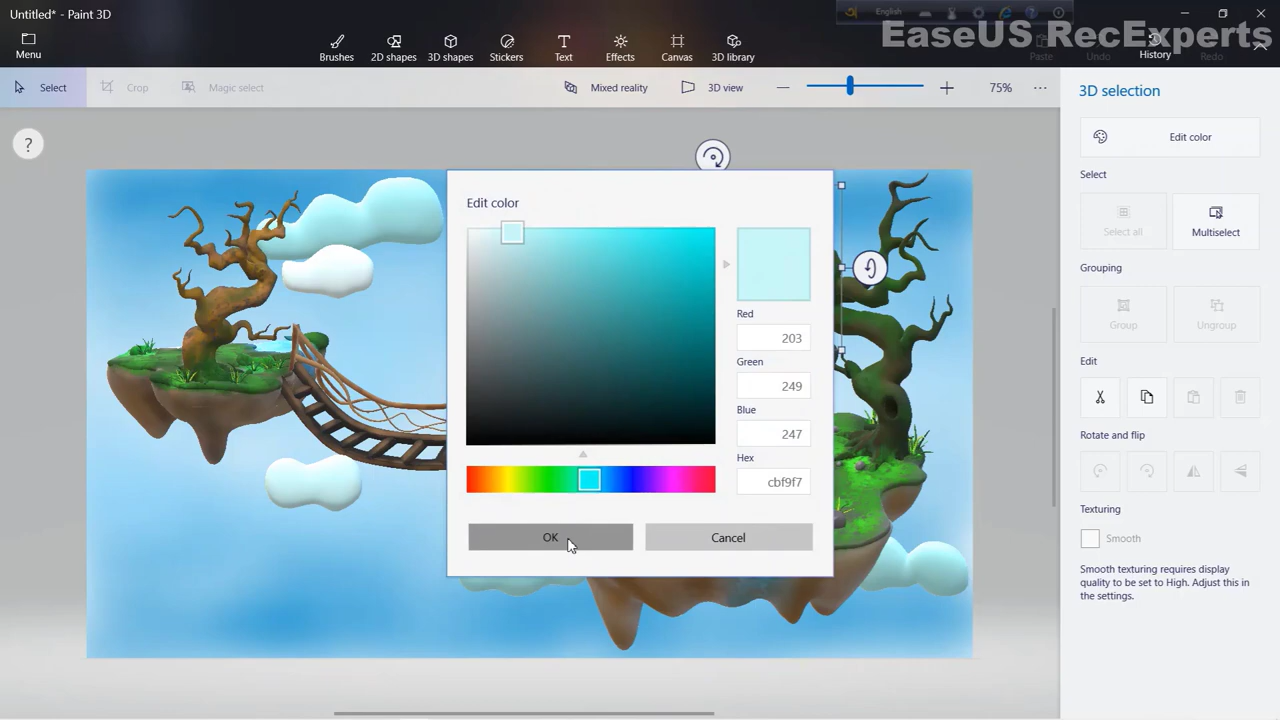 Untitled* - Paint 3D
English
EaseUS RecExperts
Menu
Brushes
2D shapes
3D shapes
Stickers
Text
Effects
Canvas
3D library
Paste
Undo
History
Redo
Select
Crop
Magic select
Mixed reality
3D view
75%
?
3D selection
Edit color
Select
Select all
Multiselect
Grouping
Group
Ungroup
Edit
Rotate and flip
Texturing
Smooth
Smooth texturing requires display
quality to be set to High. Adjust this in
the settings.
Edit color
Red
203
Green
249
Blue
247
Hex
cbf9f7
OK
Cancel